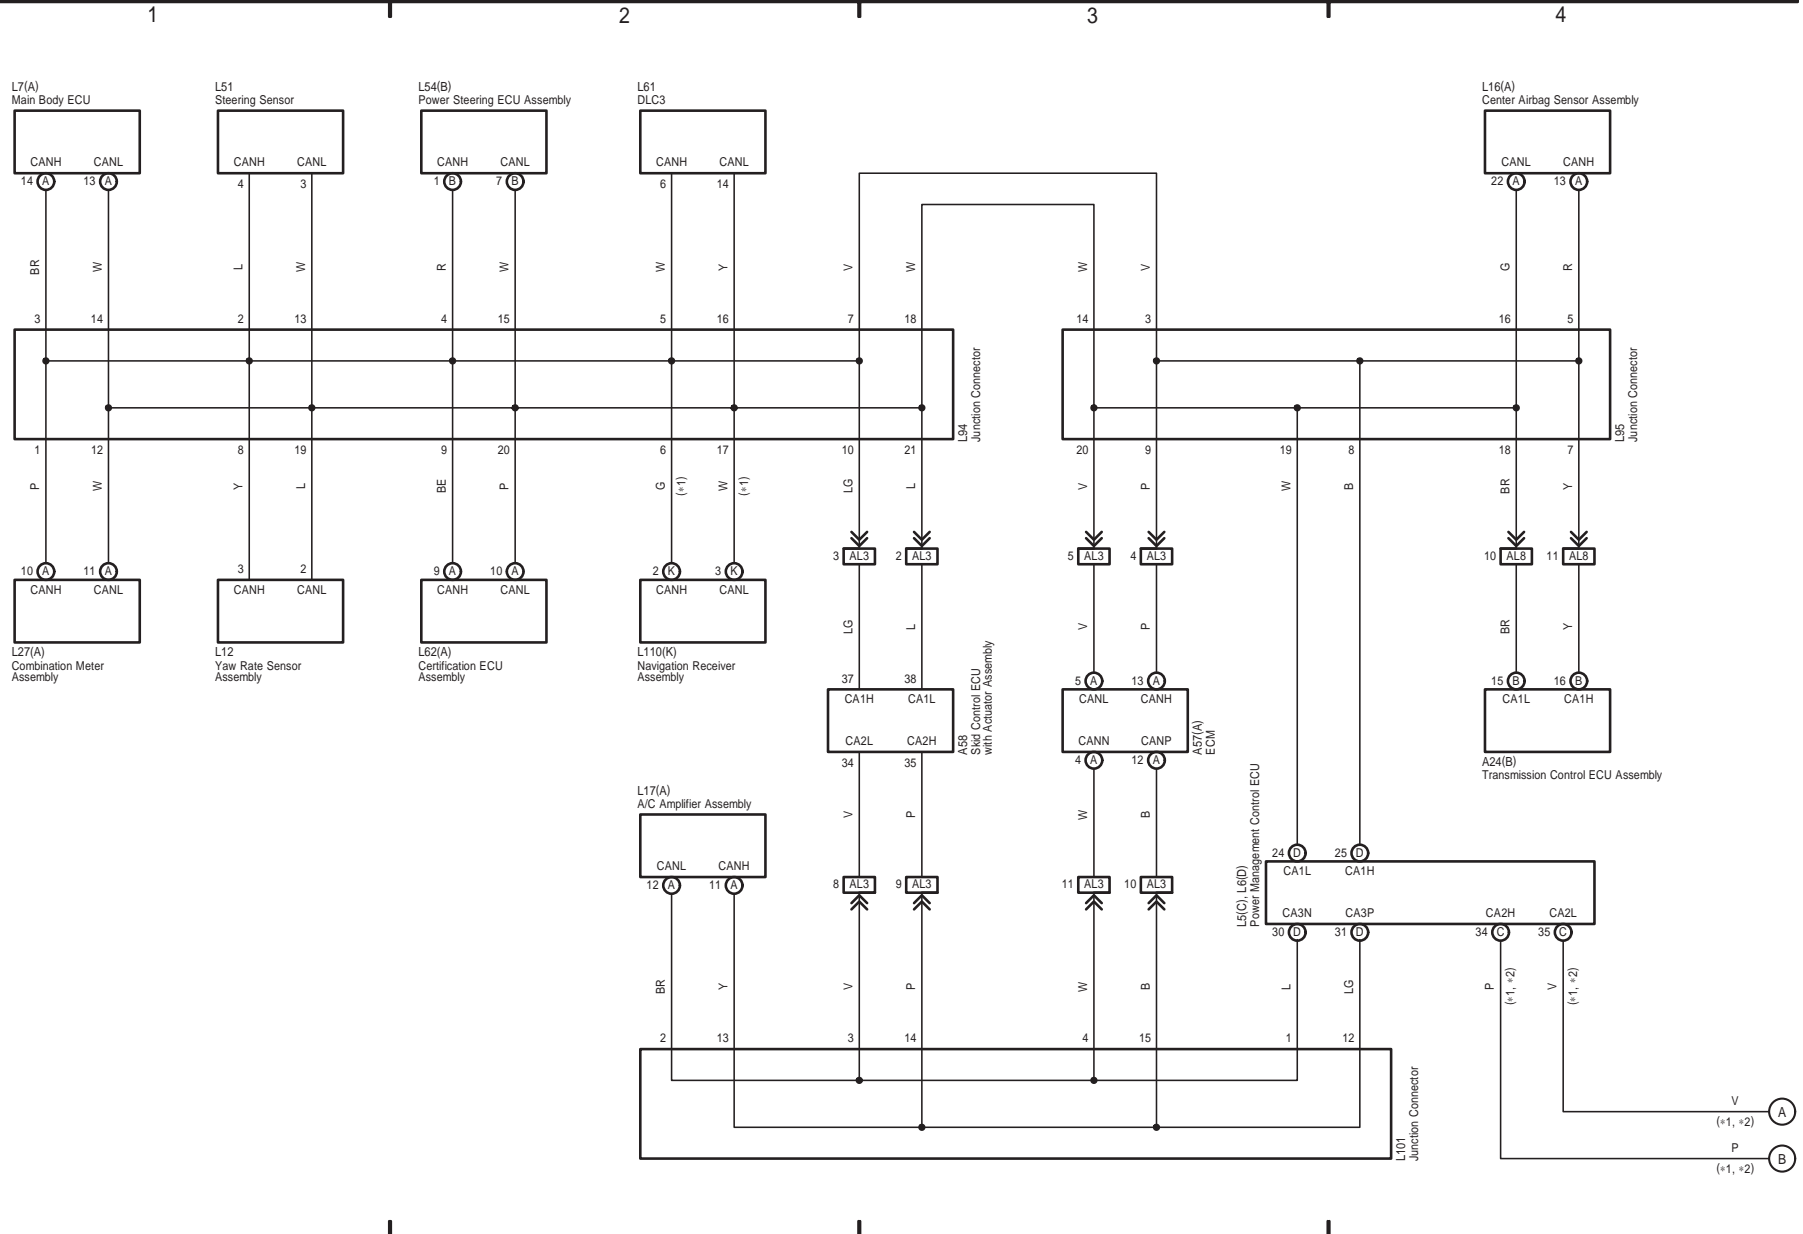 1 2 3 4
L7(A)
Main Body ECU
L51
Steering Sensor
L54(B)
Power Steering ECU Assembly
L61
DLC3
L16(A)
Center Airbag Sensor Assembly
CANH CANL CANH CANL CANH CANL CANH CANL CANL CANH
14 A 13 A 4 3 1 B 7 B 6 14 22 A 13 A
BR W L W R W W Y V W W V G R
3 14 2 13 4 15 5 16 7 18 14 3 16 5
L94
Junction Connector
L95
Junction Connector
1 12 8 19 9 20 6 17 10 21 20 9 19 8 18 7
P W Y L BE P G (*1) W (*1) LG L V P W B BR Y
3 AL3 2 AL3 5 AL3 4 AL3 10 AL8 11 AL8
10 A 11 A 3 2 9 A 10 A 2 K 3 K
CANH CANL CANH CANL CANH CANL CANH CANL
LG L V P BR Y
L27(A)
Combination Meter
Assembly
L12
Yaw Rate Sensor
Assembly
L62(A)
Certification ECU
Assembly
L110(K)
Navigation Receiver
Assembly
37 38 5 A 13 A 15 B 16 B
CA1H CA1L CANL CANH CA1L CA1H
CA2L CA2H CANN CANP
A58
Skid Control ECU
with Actuator Assembly
A57(A)
ECM
34 35 4 A 12 A
A24(B)
Transmission Control ECU Assembly
L17(A)
A/C Amplifier Assembly
V P W B
CANL CANH
12 A 11 A 8 AL3 9 AL3 11 AL3 10 AL3
24 D 25 D
CA1L CA1H
CA3N CA3P CA2H CA2L
L5(C), L6(D)
Power Management Control ECU
30 D 31 D 34 C 35 C
BR Y V P W B L LG P (*1, *2) V (*1, *2)
2 13 3 14 4 15 1 12
L101
Junction Connector
V
(*1, *2)
A
P
(*1, *2)
B